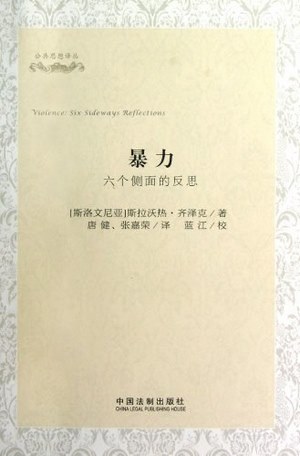 公共思想译丛
Violence: Six Sideways Reflections
暴力
六个侧面的反思
[斯洛文尼亚]斯拉沃热·齐泽克/著
唐 健、张嘉荣/译 蓝 江/校
中国法制出版社
CHINA LEGAL PUBLISHING HOUSE